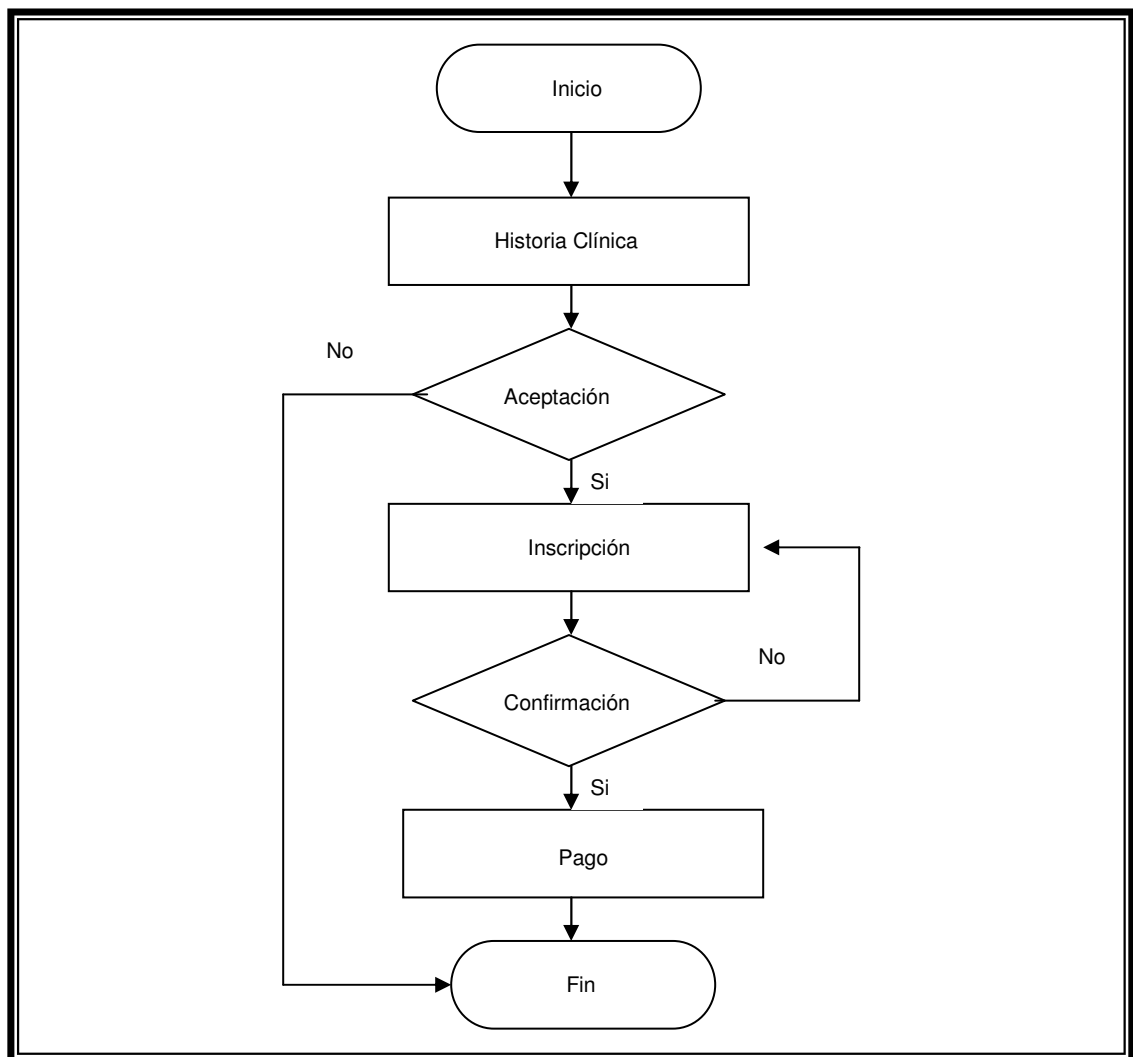 Inicio
Historia Clínica
No
Aceptación
Si
Inscripción
No
Confirmación
Si
Pago
Fin